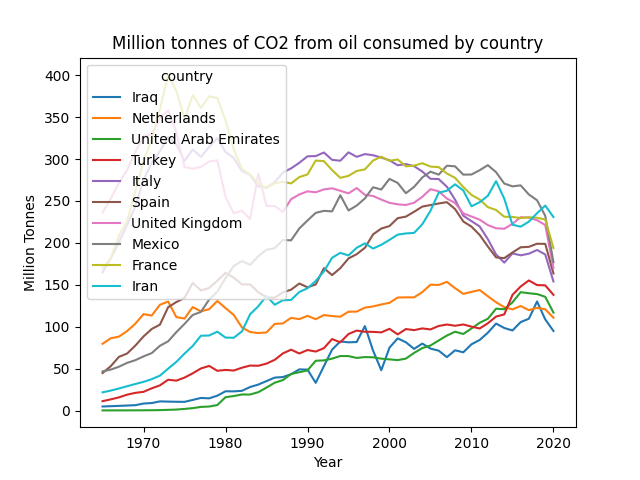 Million tonnes of CO2 from oil consumed by country
400
350
300
250
200
150
100
50
0
Million Tonnes
country
Iraq
Netherlands
United Arab Emirates
Turkey
Italy
Spain
United Kingdom
Mexico
France
Iran
1970 1980 1990 2000 2010 2020
Year